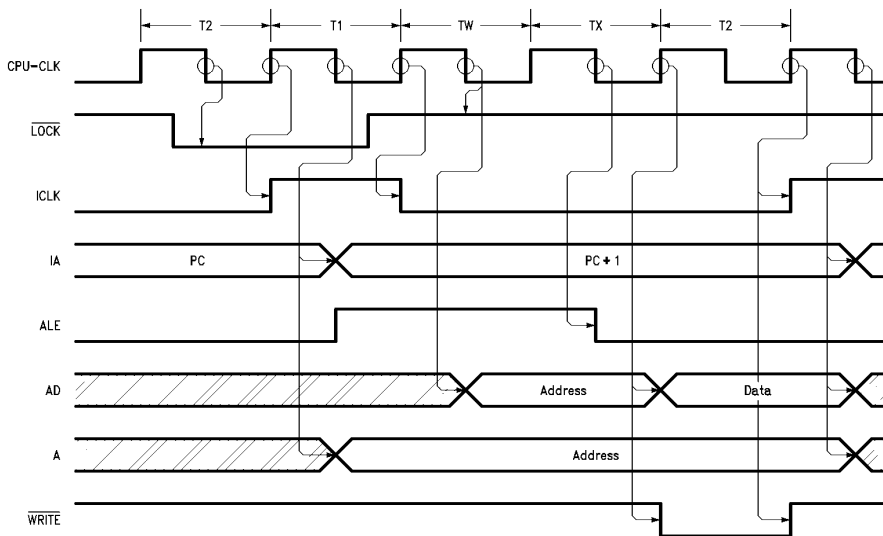 T2 T1 TW TX T2
CPU-CLK
LOCK
ICLK
IA PC PC + 1
ALE
AD Address Data
A Address
WRITE